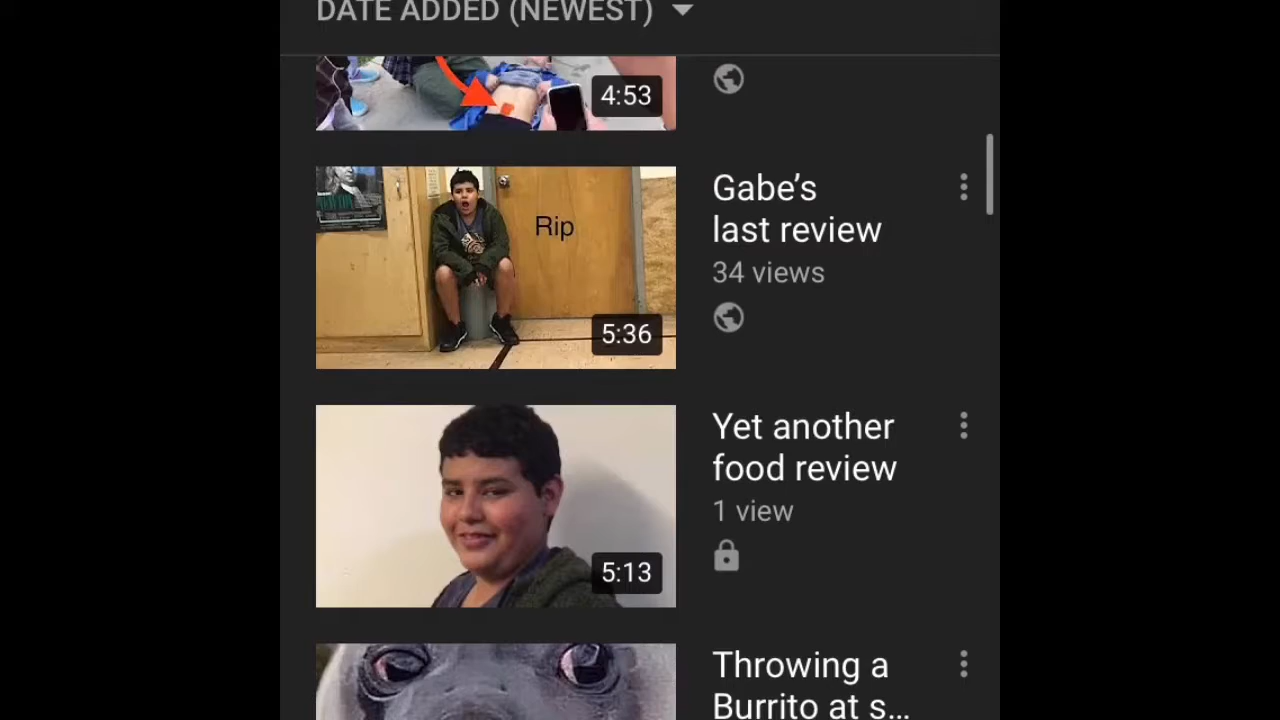 DATE ADDED (NEWEST)
4:53
Gabe’s
last review
34 views
Rip
5:36
Yet another
food review
1 view
5:13
Throwing a
Burrito at s...